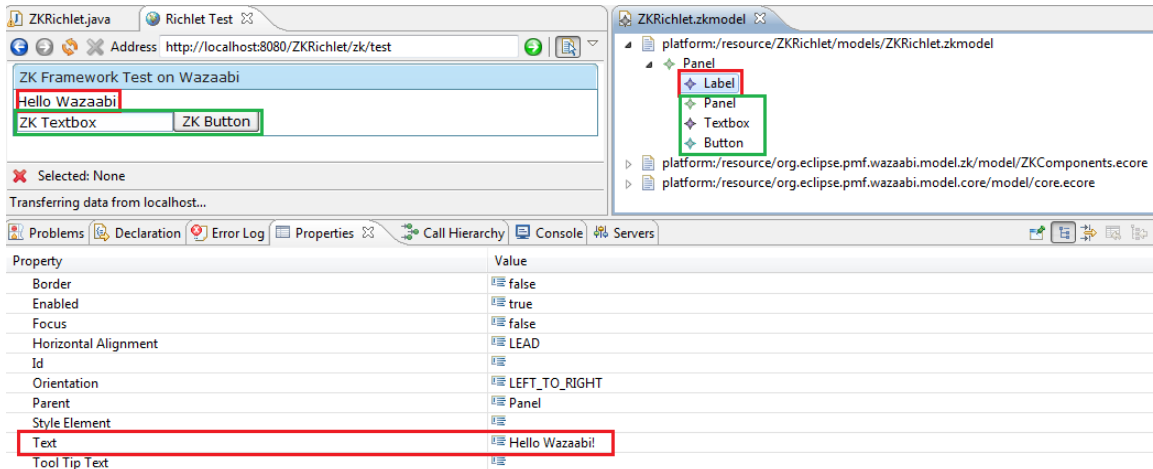 ZKRichlet.java Richlet Test
Address http://localhost:8080/ZKRichlet/zk/test
ZK Framework Test on Wazaabi
Hello Wazaabi!
ZK Textbox ZK Button
Selected: None
Transferring data from localhost...
ZKRichlet.zkmodel
platform:/resource/ZKRichlet/models/ZKRichlet.zkmodel
Panel
Label
Panel
Textbox
Button
platform:/resource/org.eclipse.pmf.wazaabi.model.zk/model/ZKComponents.ecore
platform:/resource/org.eclipse.pmf.wazaabi.model.core/model/core.ecore
Problems Declaration Error Log Properties Call Hierarchy Console Servers
Property Value
Border false
Enabled true
Focus false
Horizontal Alignment LEAD
Id
Orientation LEFT_TO_RIGHT
Parent Panel
Style Element
Text Hello Wazaabi!
Tool Tip Text